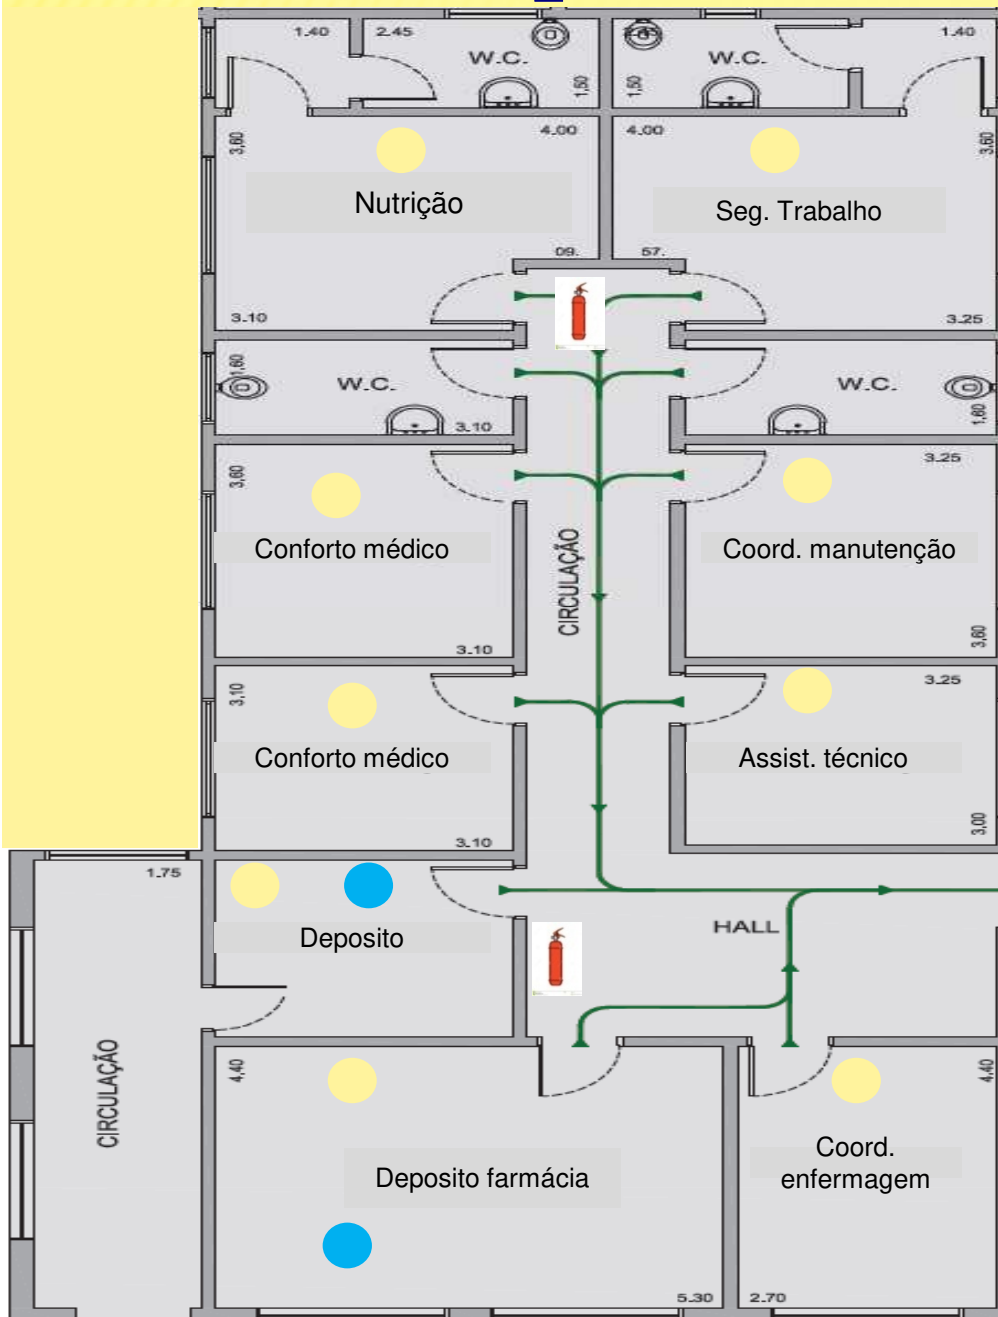 1.40
2.45
W.C.
1,50
2.45
1,50
W.C.
1.40
3,60
4.00
4.00
3,60
Nutrição
Seg. Trabalho
09.
57.
3.10
3.25
1,60
W.C.
3.10
W.C.
1,60
3,60
3.25
Conforto médico
Coord. manutenção
CIRCULAÇÃO
3.10
3,60
3,10
3.25
Conforto médico
Assist. técnico
3.10
3,00
1.75
Deposito
HALL
CIRCULAÇÃO
4,40
4,40
Deposito farmácia
Coord.
enfermagem
5.30
2.70